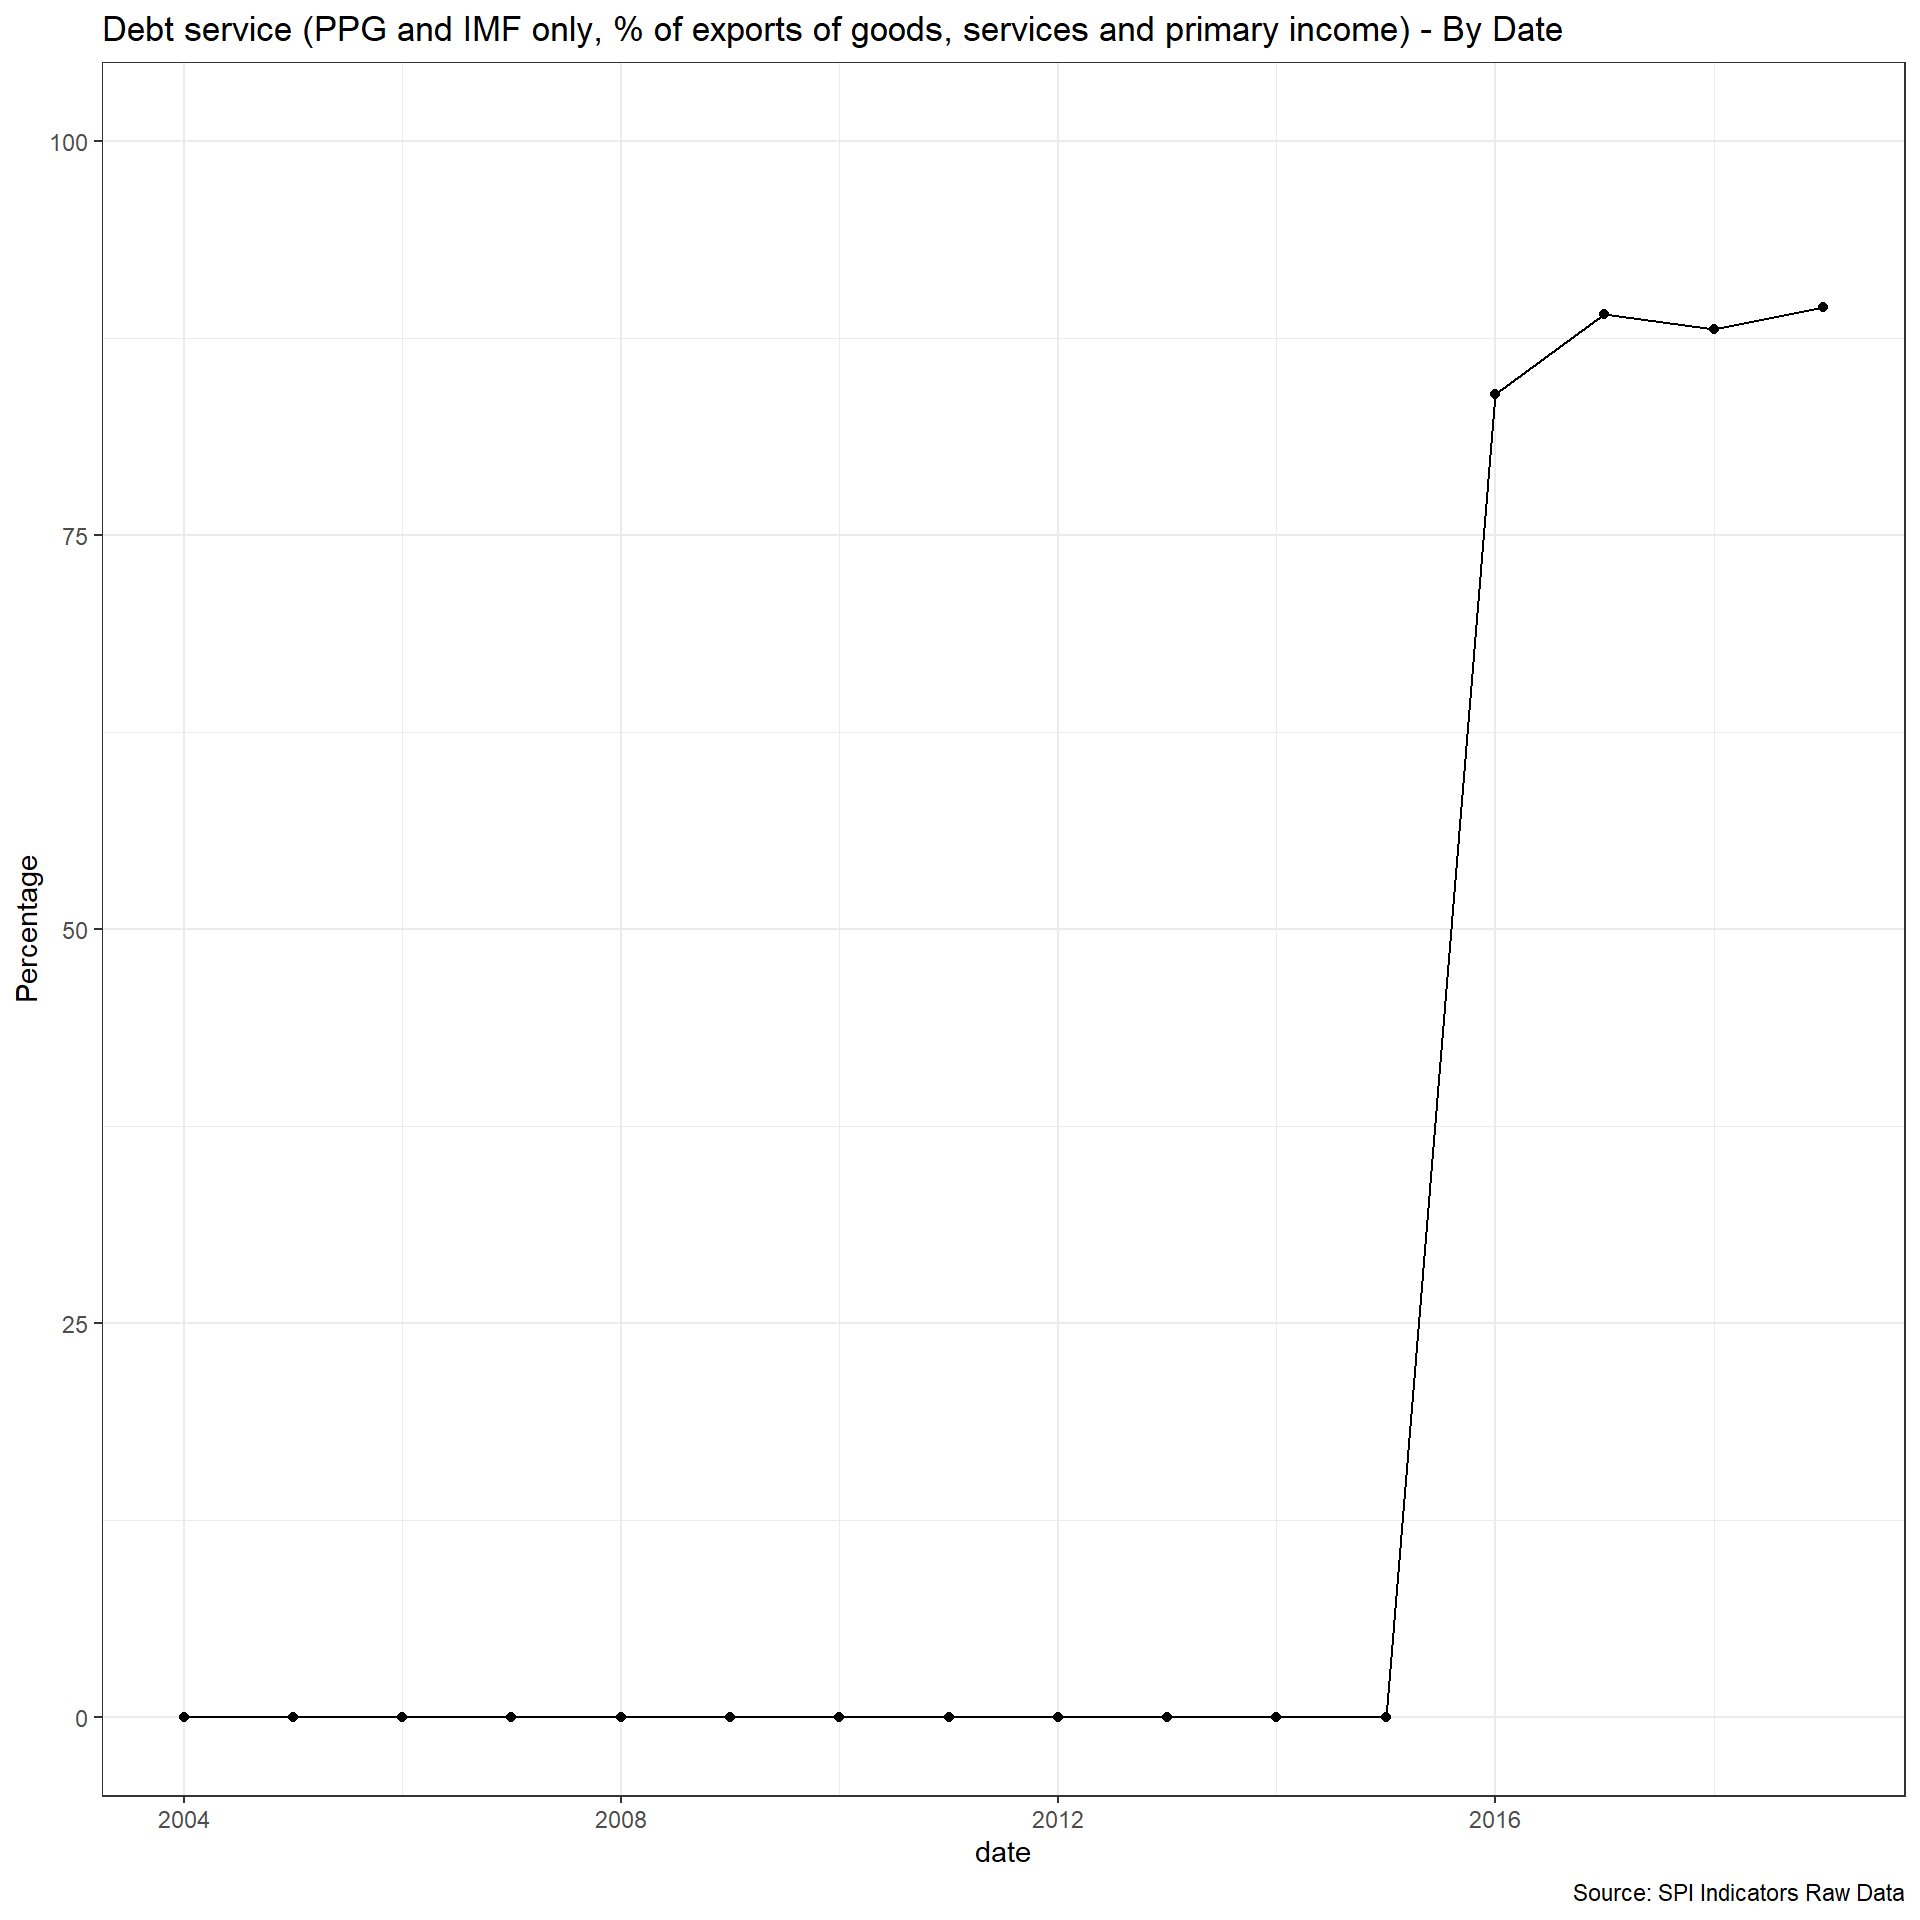 Debt service (PPG and IMF only, % of exports of goods, services and primary income) - By Date
100
75
50
25
0
Percentage
2004 2008 2012 2016
date
Source: SPI Indicators Raw Data